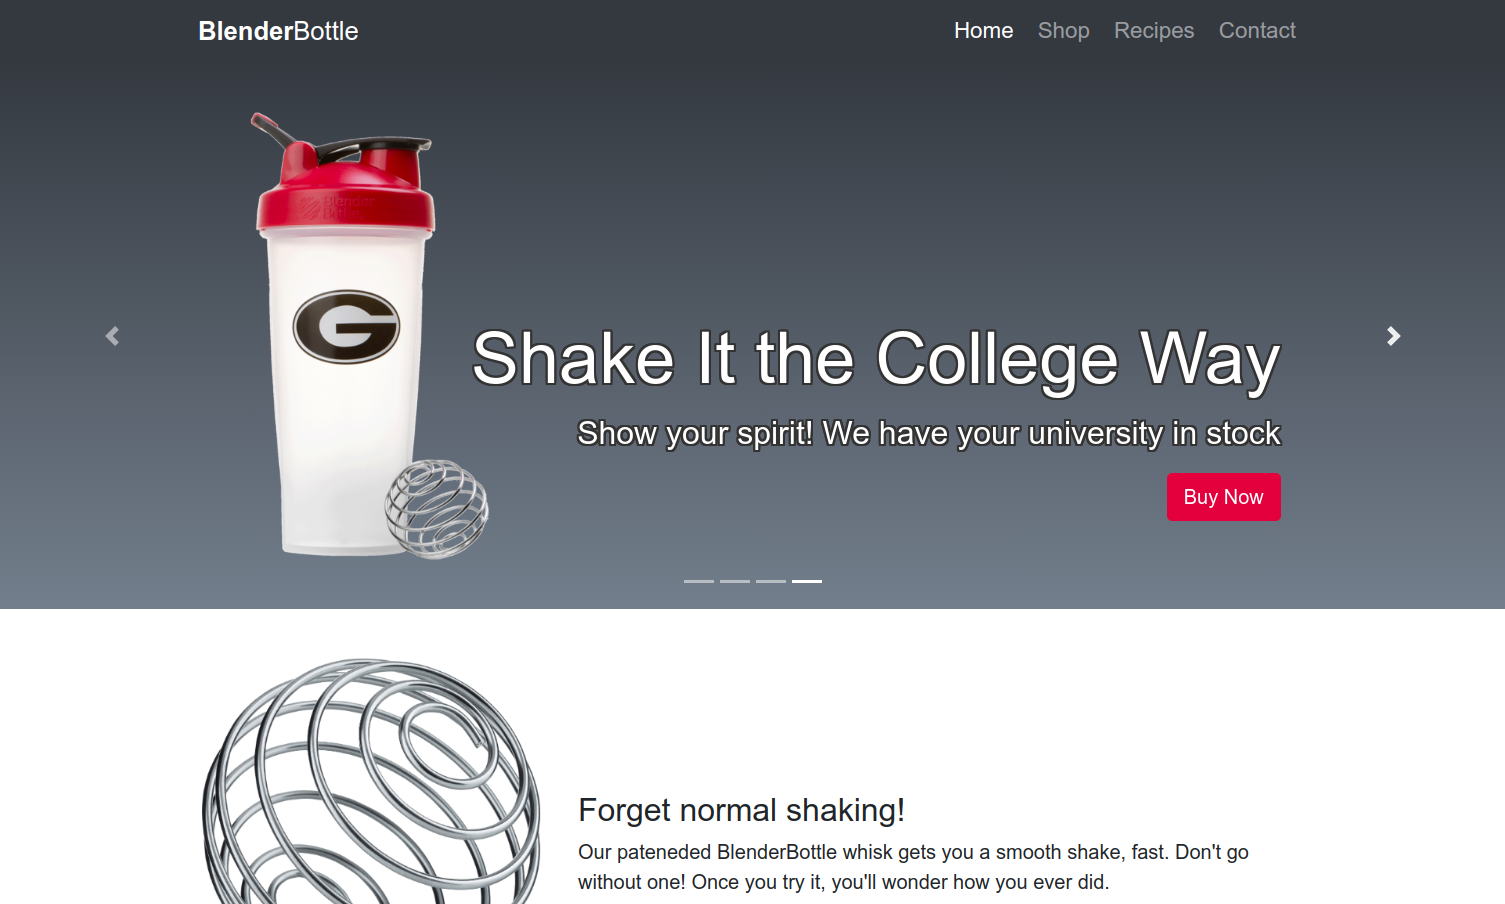 BlenderBottle
Home Shop Recipes Contact
Blender
Bottle
G
Shake It the College Way
Show your spirit! We have your university in stock
Buy Now
Forget normal shaking!
Our pateneded BlenderBottle whisk gets you a smooth shake, fast. Don't go
without one! Once you try it, you'll wonder how you ever did.